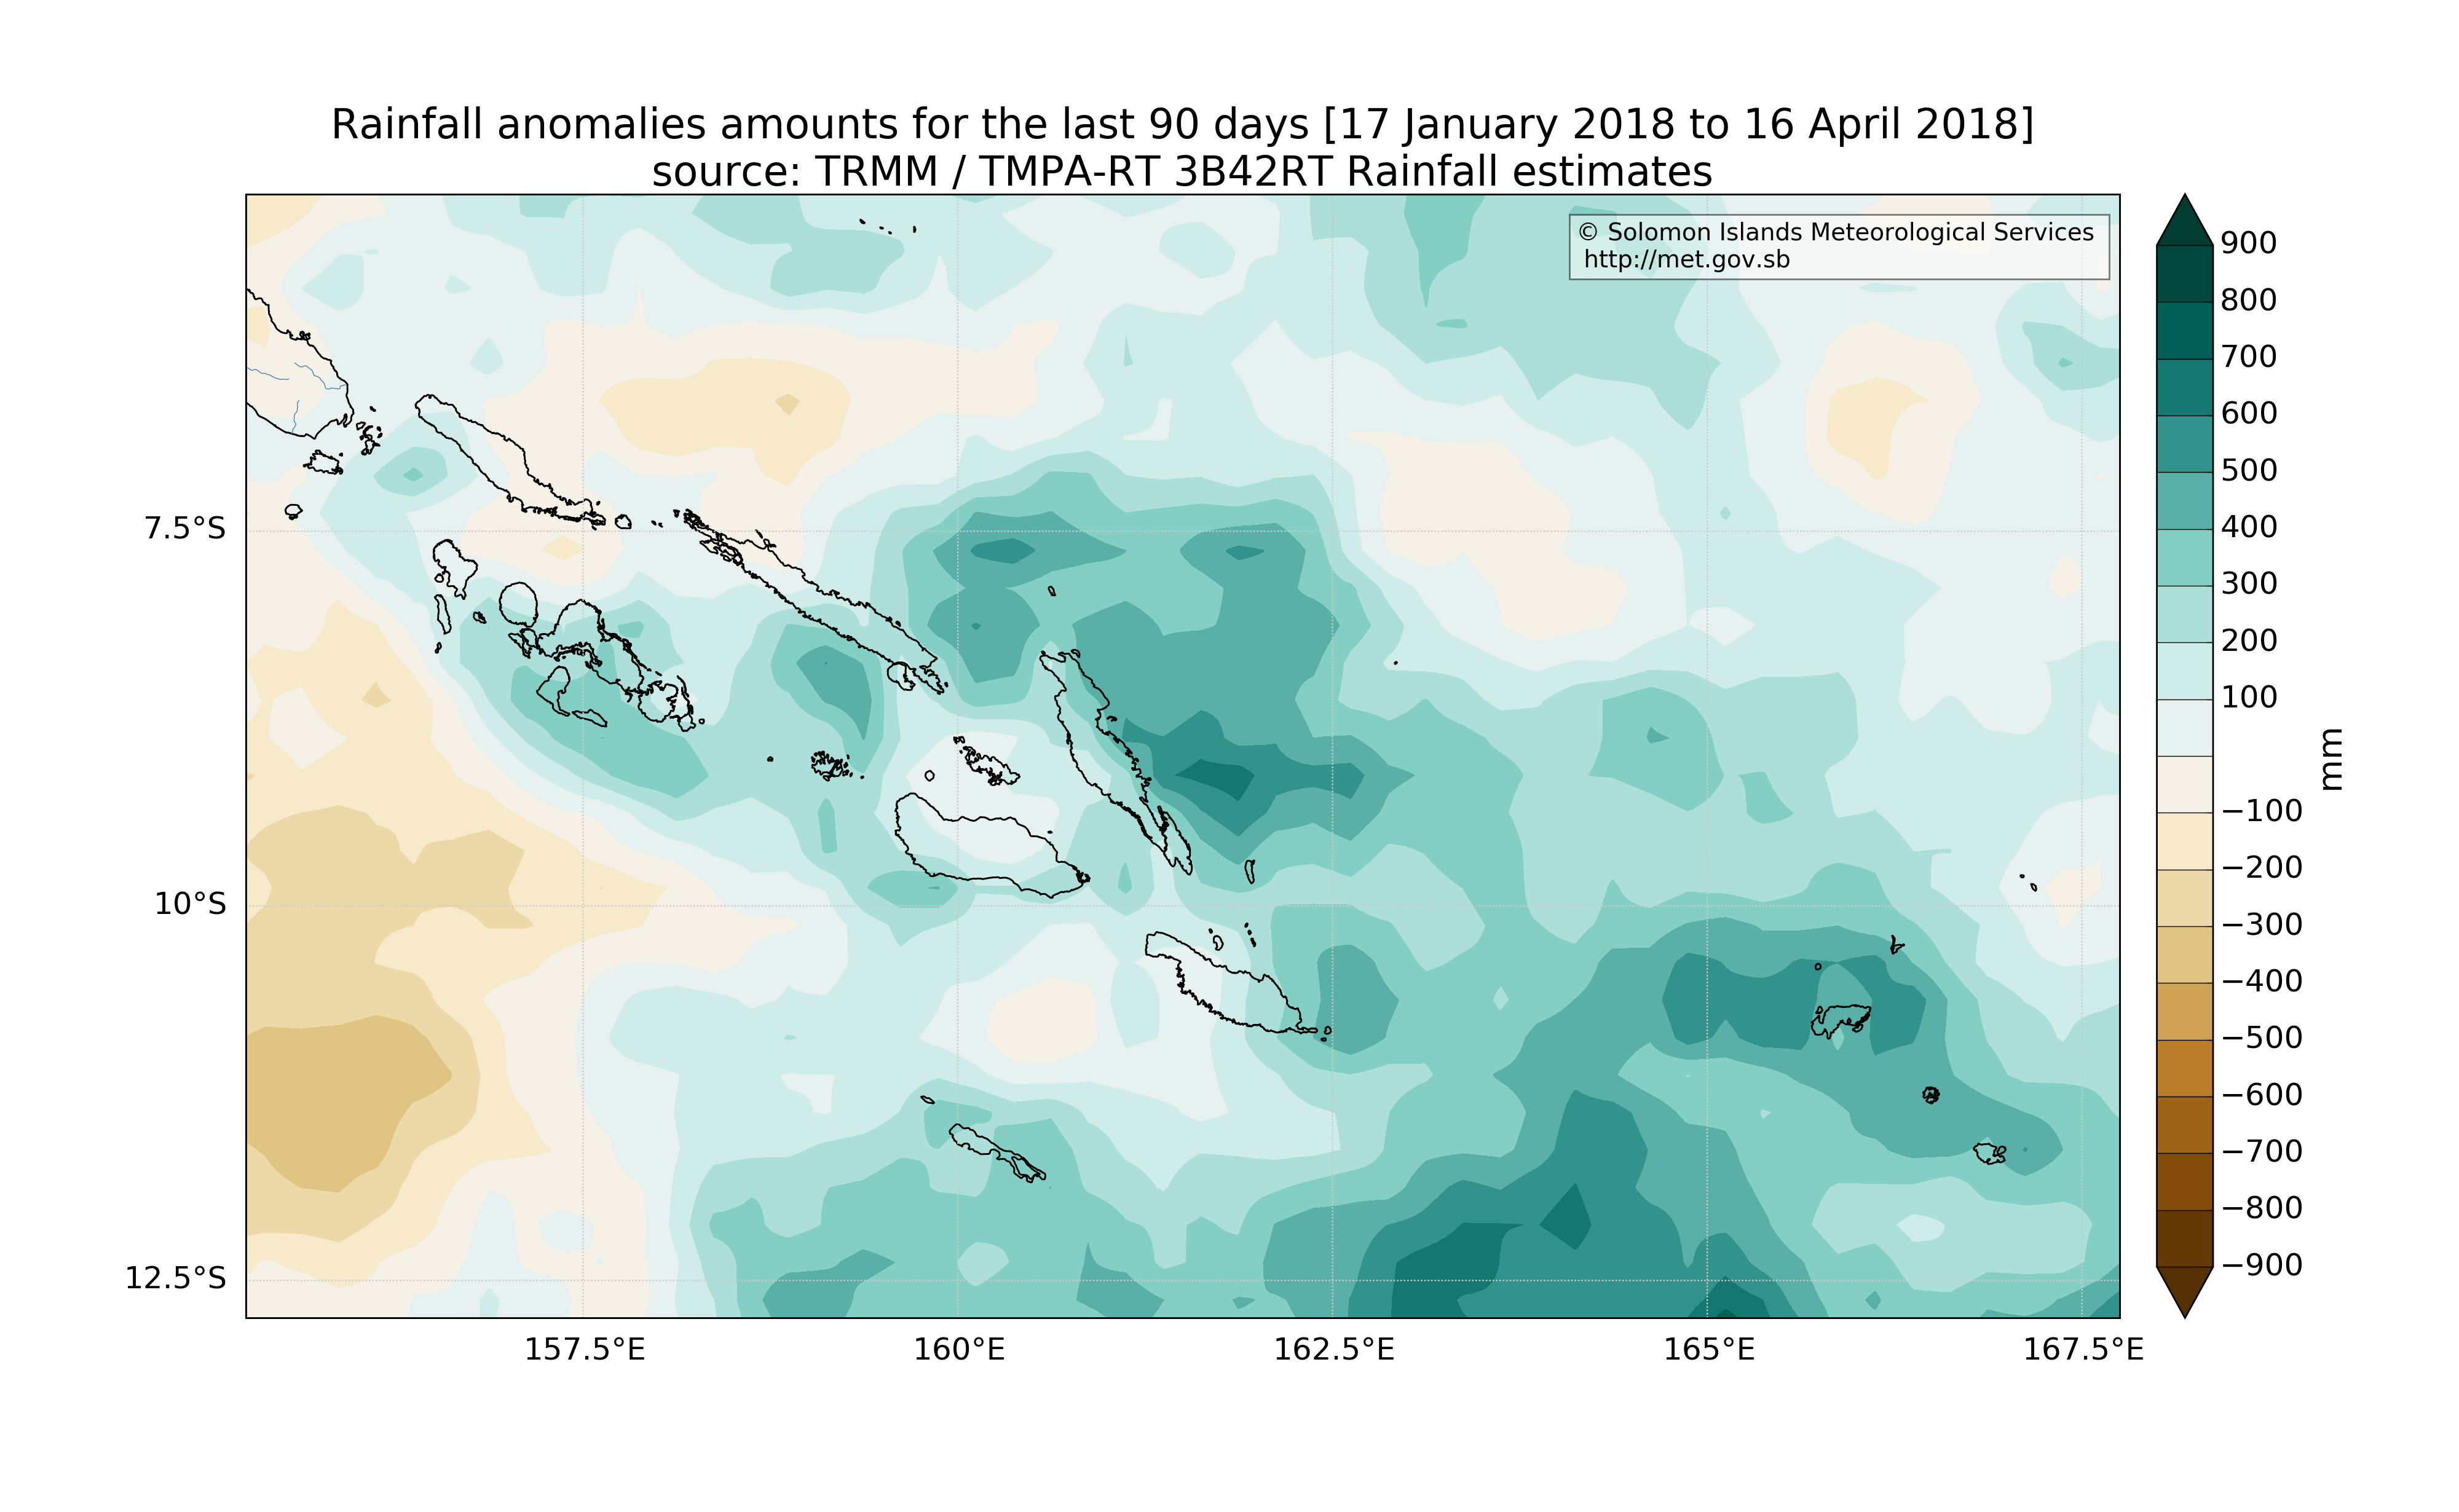 Rainfall anomalies amounts for the last 90 days [17 January 2018 to 16 April 2018]
source: TRMM / TMPA-RT 3B42RT Rainfall estimates
© Solomon Islands Meteorological Services
http://met.gov.sb
7.5°S
10°S
12.5°S
157.5°E
160°E
162.5°E
165°E
167.5°E
900
800
700
600
500
400
300
200
100
−100
−200
−300
−400
−500
−600
−700
−800
−900
mm